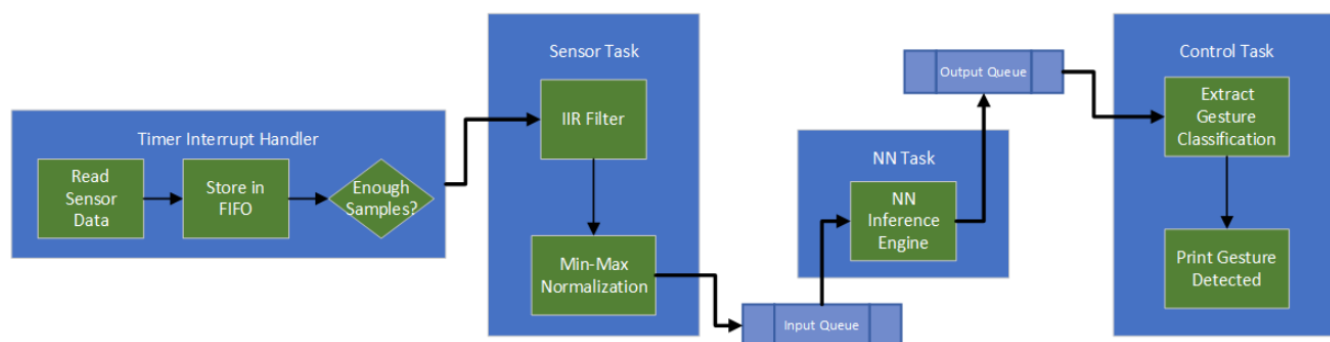 Timer Interrupt Handler
Read
Sensor
Data
Store in
FIFO
Enough
Samples?
Sensor Task
IIR Filter
Min-Max
Normalization
Input Queue
NN Task
NN
Inference
Engine
Output Queue
Control Task
Extract
Gesture
Classification
Print Gesture
Detected